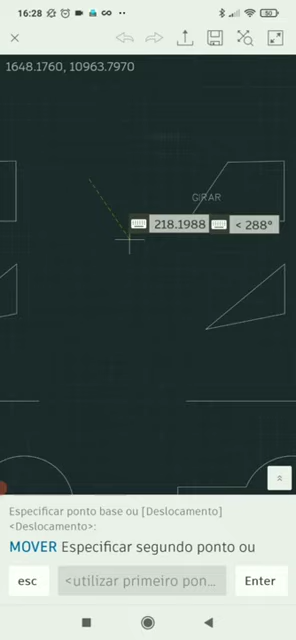 16:28
50
1648.1760, 10963.7970
GIRAR
218.1988 < 288°
Especificar ponto base ou [Deslocamento]
<Deslocamento>:
MOVER Especificar segundo ponto ou
esc <utilizar primeiro pon... Enter